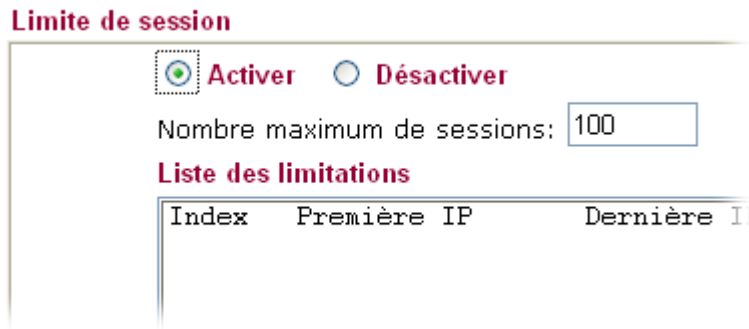 Limite de session
Activer Désactiver
Nombre maximum de sessions: 100
Liste des limitations
Index Première IP Dernière